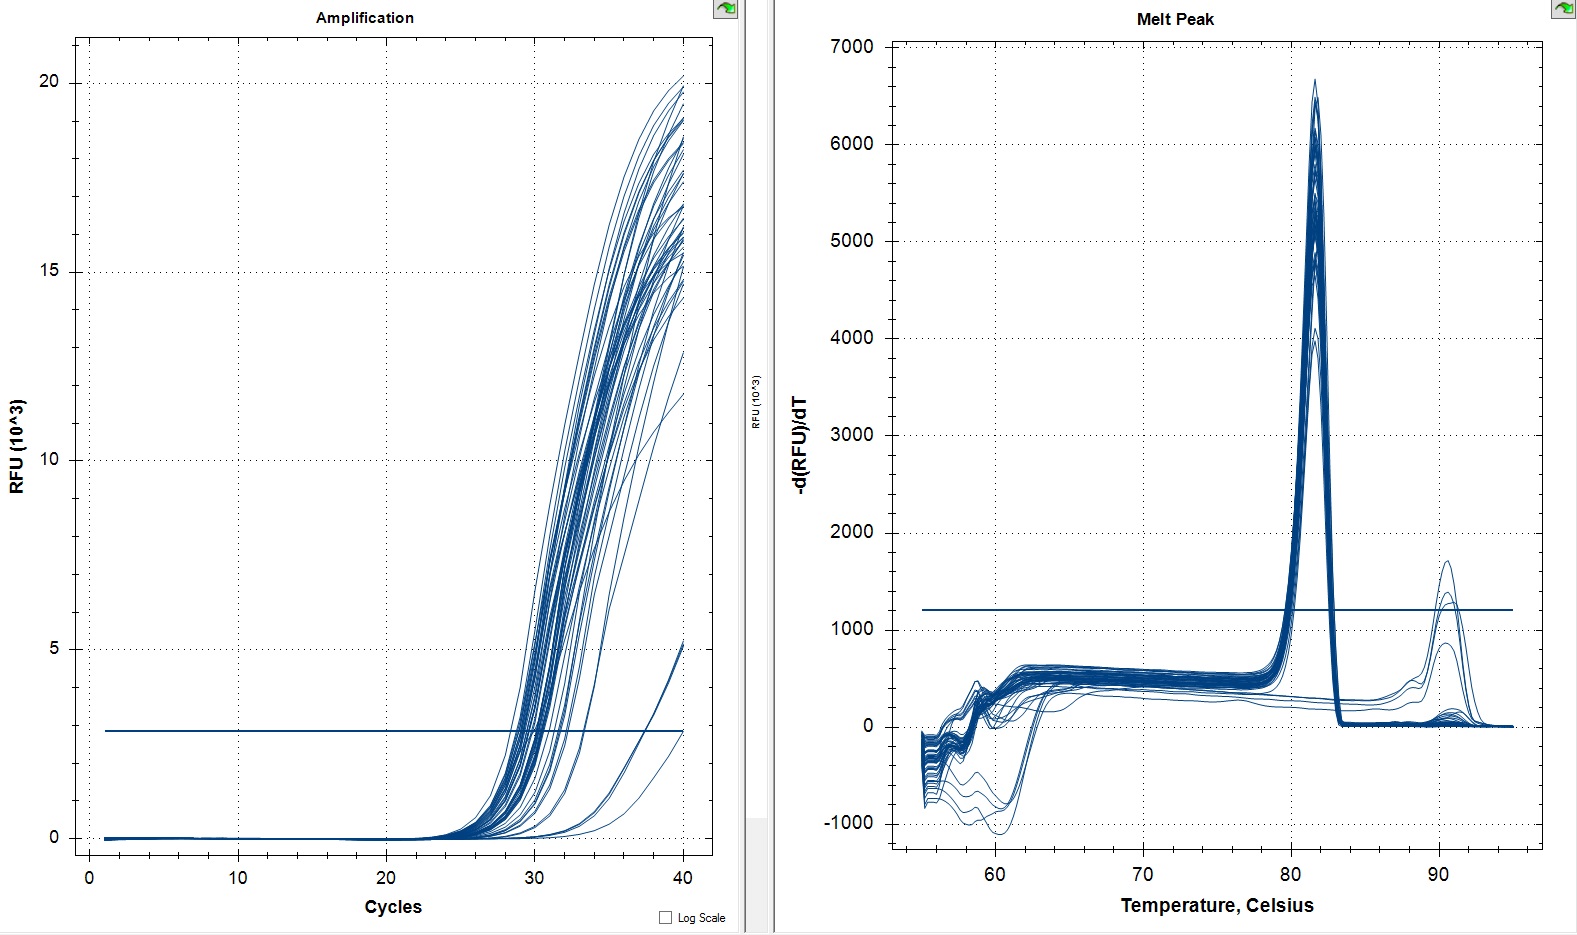 Amplification
20
15
10
5
0
RFU (10^3)
0 10 20 30 40
Cycles
Log Scale
RFU (10^3)
Melt Peak
7000
6000
5000
4000
3000
2000
1000
0
-1000
-d(RFU)/dT
60 70 80 90
Temperature, Celsius